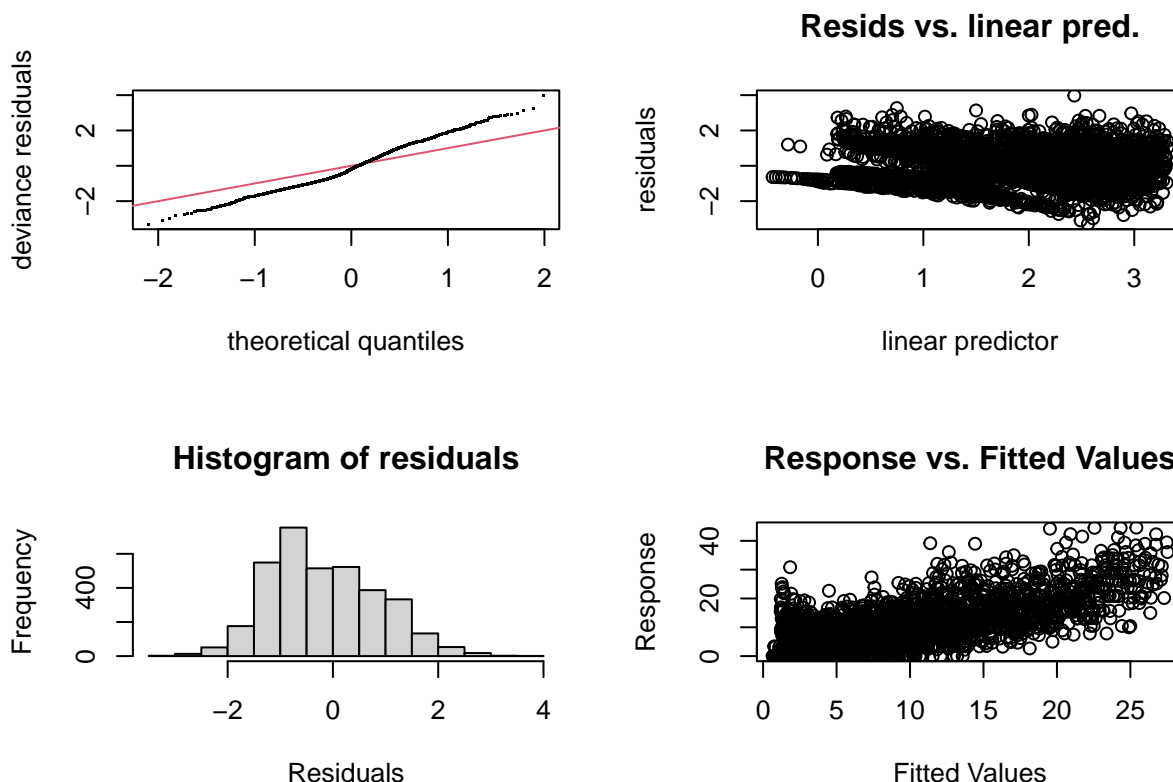 deviance residuals
2
−2
−2 −1 0 1 2
theoretical quantiles
Resids vs. linear pred.
residuals
2
−2
0 1 2 3
linear predictor
Histogram of residuals
Frequency
400
0
−2 0 2 4
Residuals
Response vs. Fitted Values
Response
40
20
0
0 5 10 15 20 25
Fitted Values